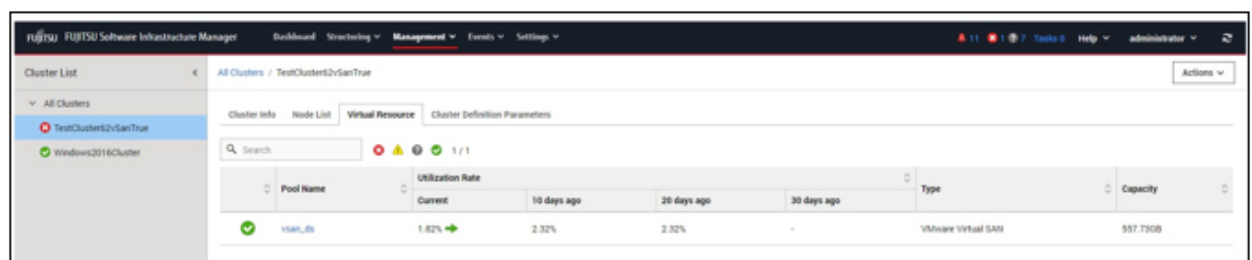 FUJITSU FUJITSU Software Infrastructure Manager Dashboard Structuring Management Events Settings 11 1 7 Tasks 0 Help administrator
Cluster List All Clusters / TestCluster62vSanTrue Actions
All Clusters
TestCluster62vSanTrue
Windows2016Cluster
Cluster Info Node List Virtual Resource Cluster Definition Parameters
Search 1 / 1
Pool Name Utilization Rate Type Capacity
Current 10 days ago 20 days ago 30 days ago
vsan_ds 1.82% 2.32% 2.32% - VMware Virtual SAN 557.73GB